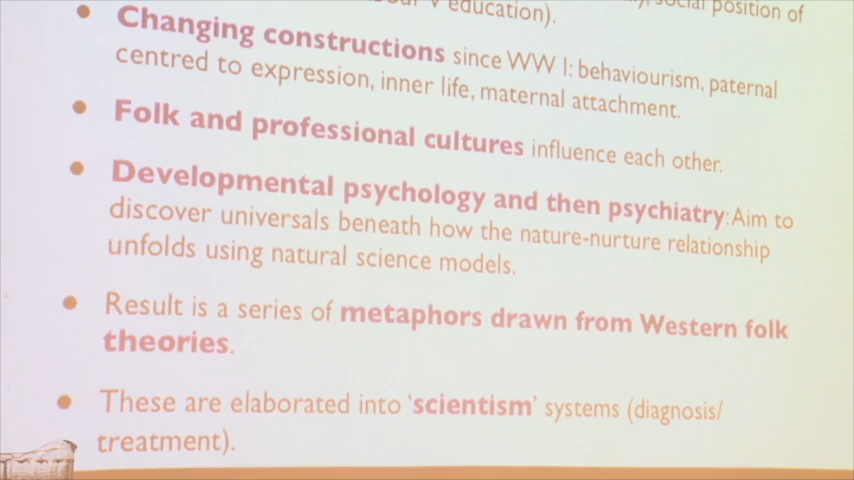 V education). social position of
• Changing constructions since WW I: behaviourism, paternal
centred to expression, inner life, maternal attachment.
• Folk and professional cultures influence each other.
• Developmental psychology and then psychiatry: Aim to
discover universals beneath how the nature-nurture relationship
unfolds using natural science models.
• Result is a series of metaphors drawn from Western folk
theories.
• These are elaborated into ‘scientism’ systems (diagnosis/
treatment).